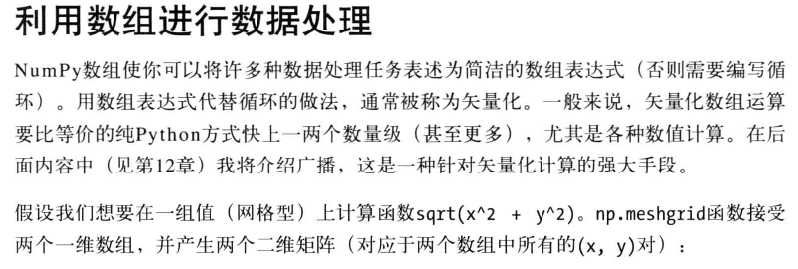 利用数组进行数据处理
NumPy数组使你可以将许多种数据处理任务表述为简洁的数组表达式（否则需要编写循
环）。用数组表达式代替循环的做法，通常被称为矢量化。一般来说，矢量化数组运算
要比等价的纯Python方式快上一两个数量级（甚至更多），尤其是各种数值计算。在后
面内容中（见第12章）我将介绍广播，这是一种针对矢量化计算的强大手段。
假设我们想要在一组值（网格型）上计算函数sqrt(x^2 + y^2)。np.meshgrid函数接受
两个一维数组，并产生两个二维矩阵（对应于两个数组中所有的(x, y)对）：